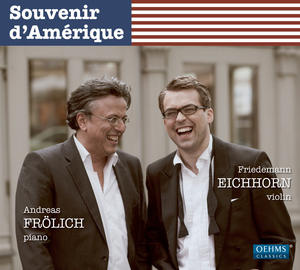 Souvenir
d'Amérique
Friedemann
EICHHORN
violin
Andreas
FRÖLICH
piano
OEHMS
CLASSICS